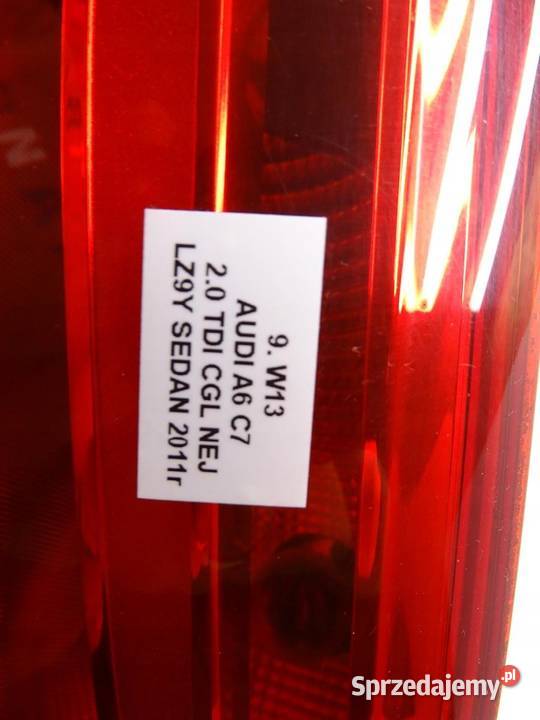 9. W13
AUDI A6 C7
2.0 TDI CGL NEJ
LZ9Y SEDAN 2011r
Sprzedajemy.pl